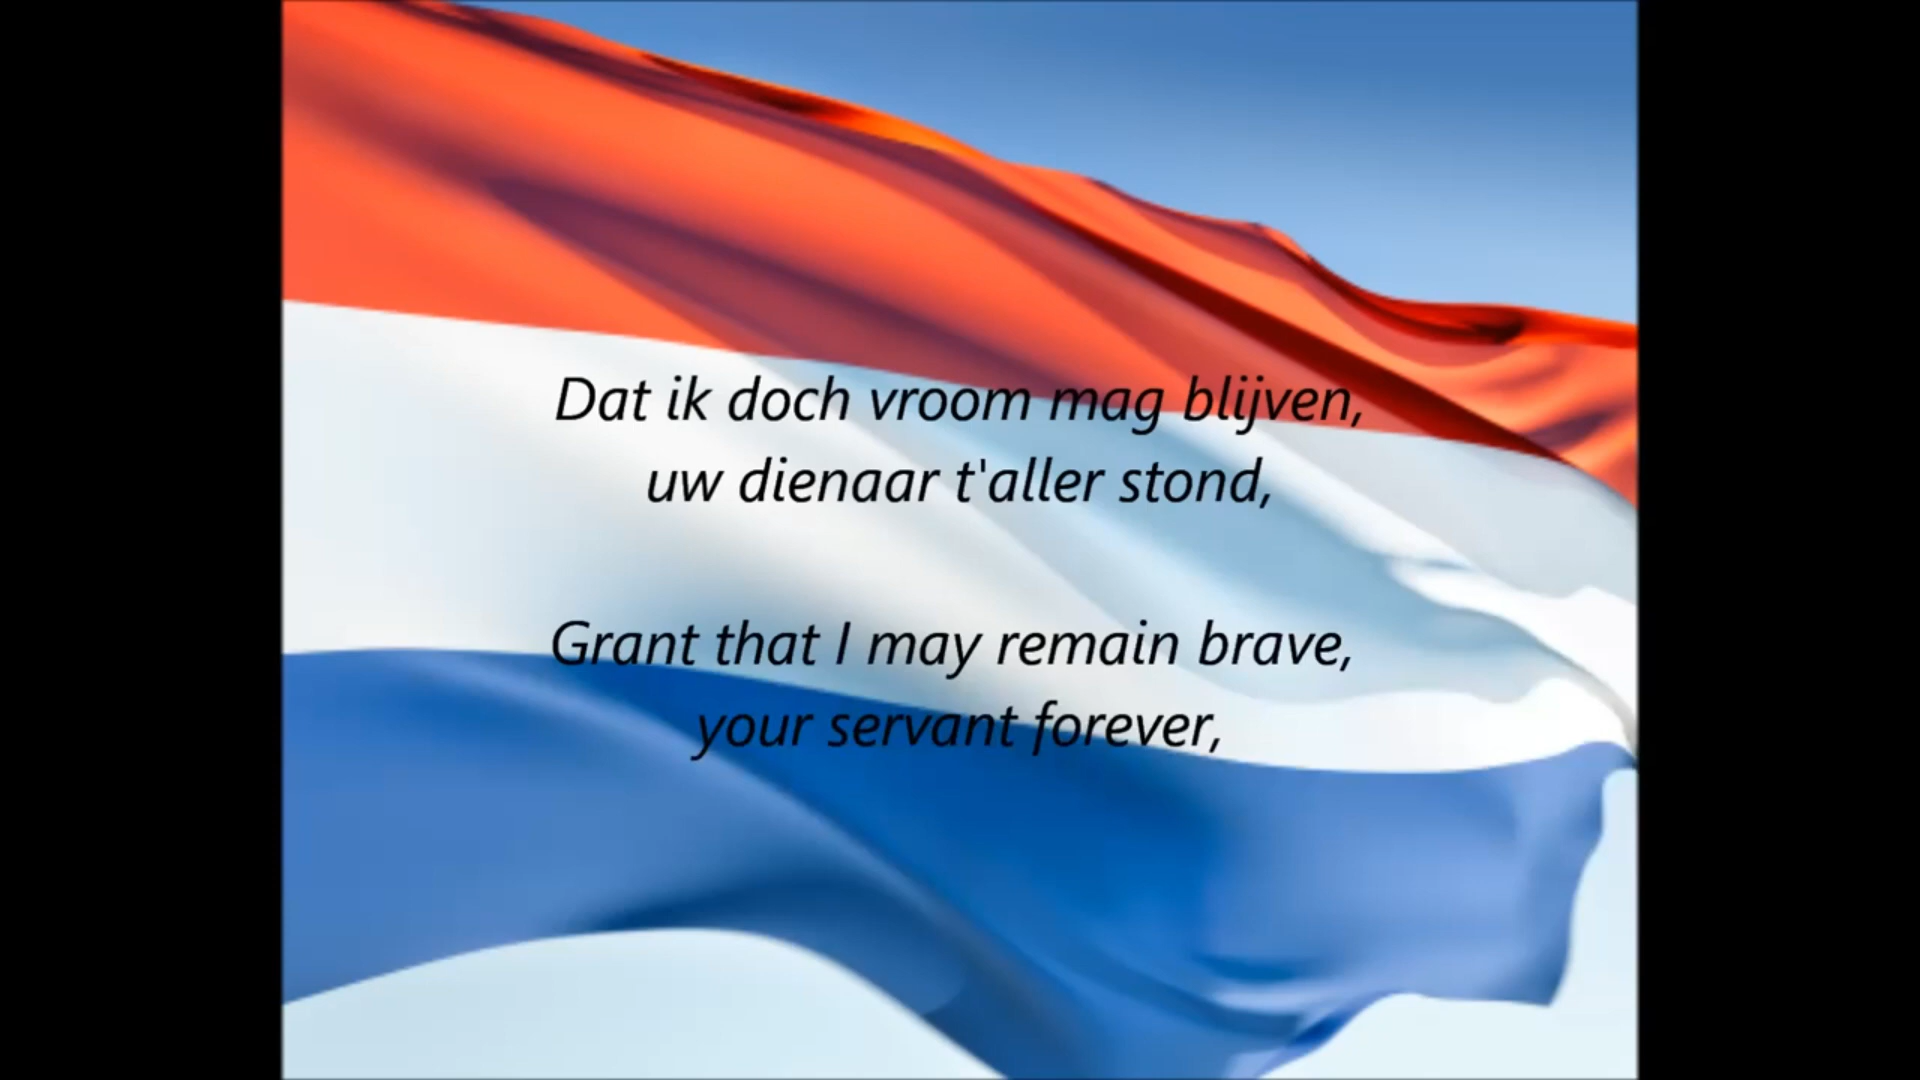 Dat ik doch vroom mag blijven,
uw dienaar t'aller stond,
Grant that I may remain brave,
your servant forever,